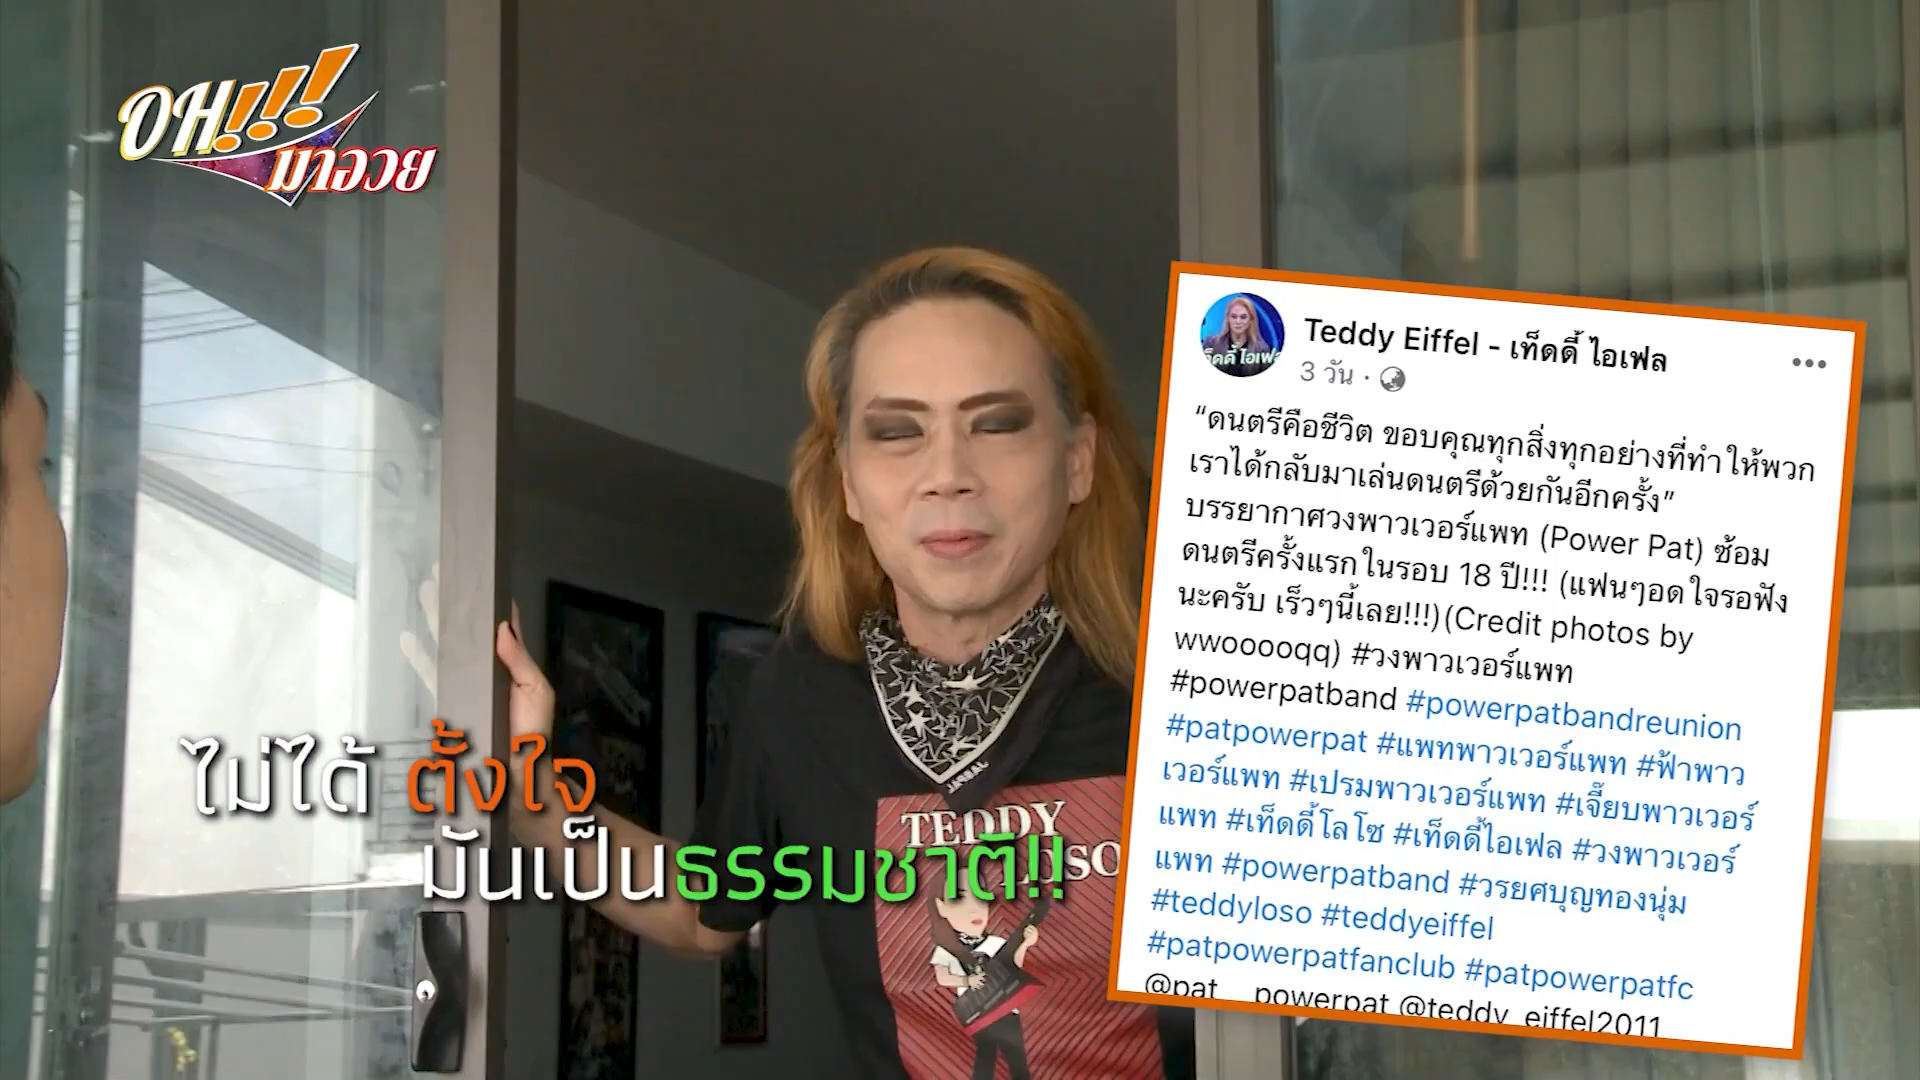 OH!!!
มาอวย
Teddy Eiffel - เท็ดดี้ ไอเฟล
3 วัน ·
“ดนตรีคือชีวิต ขอบคุณทุกสิ่งทุกอย่างที่ทำให้พวก
เราได้กลับมาเล่นดนตรีด้วยกันอีกครั้ง”
บรรยากาศวงพาวเวอร์แพท (Power Pat) ซ้อม
ดนตรีครั้งแรกในรอบ 18 ปี!!! (แฟนๆอดใจรอฟัง
นะครับ เร็วๆนี้เลย!!!)(Credit photos by
wwooooqq) #วงพาวเวอร์แพท
#powerpatband #powerpatbandreunion
#patpowerpat #แพทพาวเวอร์แพท #ฟ้าพาว
เวอร์แพท #เปรมพาวเวอร์แพท #เจี๊ยบพาวเวอร์
แพท #เท็ดดี้โลโซ #เท็ดดี้ไอเฟล #วงพาวเวอร์
แพท #powerpatband #วรยศบุญทองนุ่ม
#teddyloso #teddyeiffel
#patpowerpatfanclub #patpowerpatfc
@pat__powerpat @teddy_eiffel2011
ไม่ได้ ตั้งใจ
มันเป็นธรรมชาติ!!
TEDDY